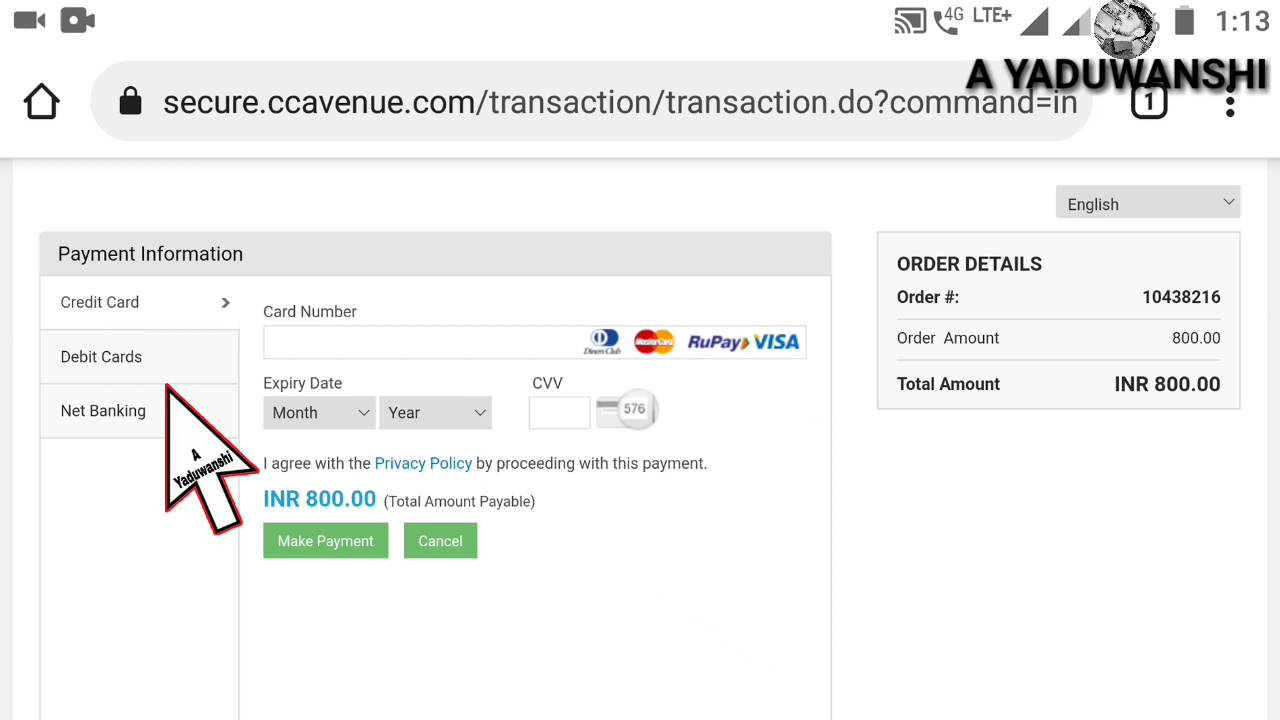 4G LTE+ 1:13
A YADUWANSHI
secure.ccavenue.com/transaction/transaction.do?command=in
1
English
Payment Information
Credit Card
Debit Cards
Net Banking
A
Yaduwanshi
Card Number
Diners Club MasterCard RuPay VISA
Expiry Date CVV
Month Year 576
I agree with the Privacy Policy by proceeding with this payment.
INR 800.00 (Total Amount Payable)
Make Payment Cancel
ORDER DETAILS
Order #: 10438216
Order Amount 800.00
Total Amount INR 800.00